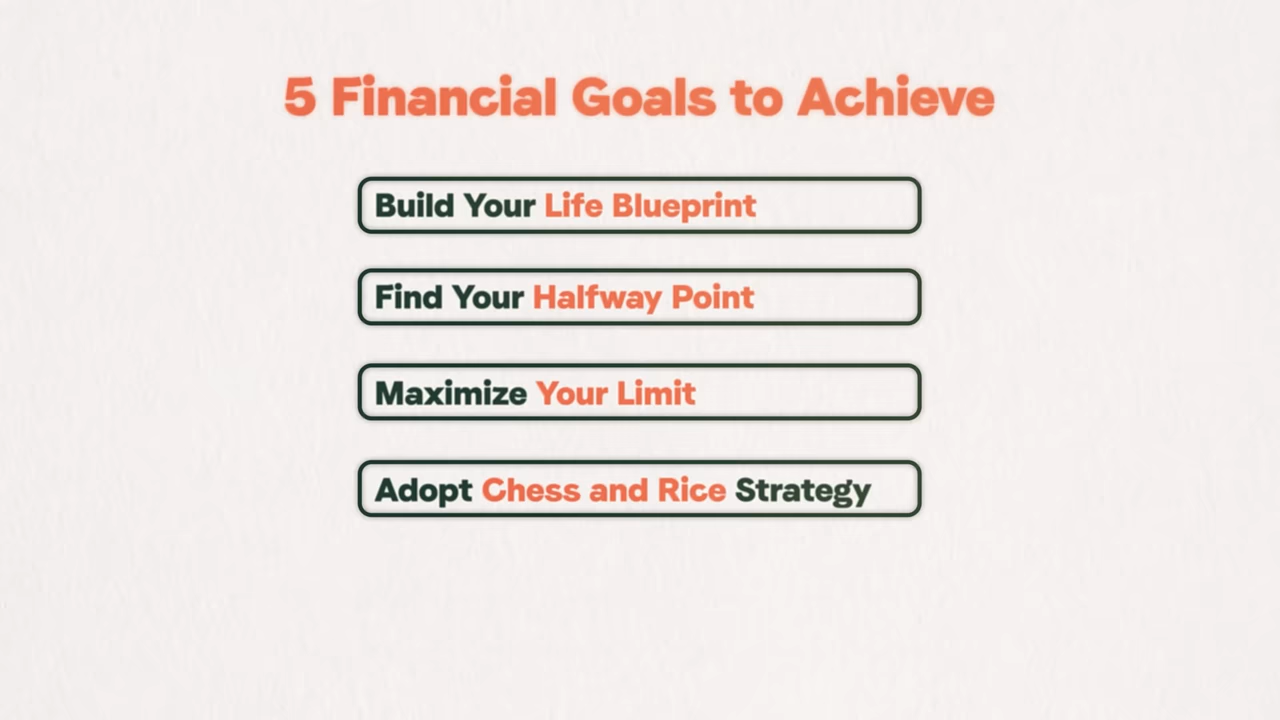 5 Financial Goals to Achieve
Build Your Life Blueprint
Find Your Halfway Point
Maximize Your Limit
Adopt Chess and Rice Strategy